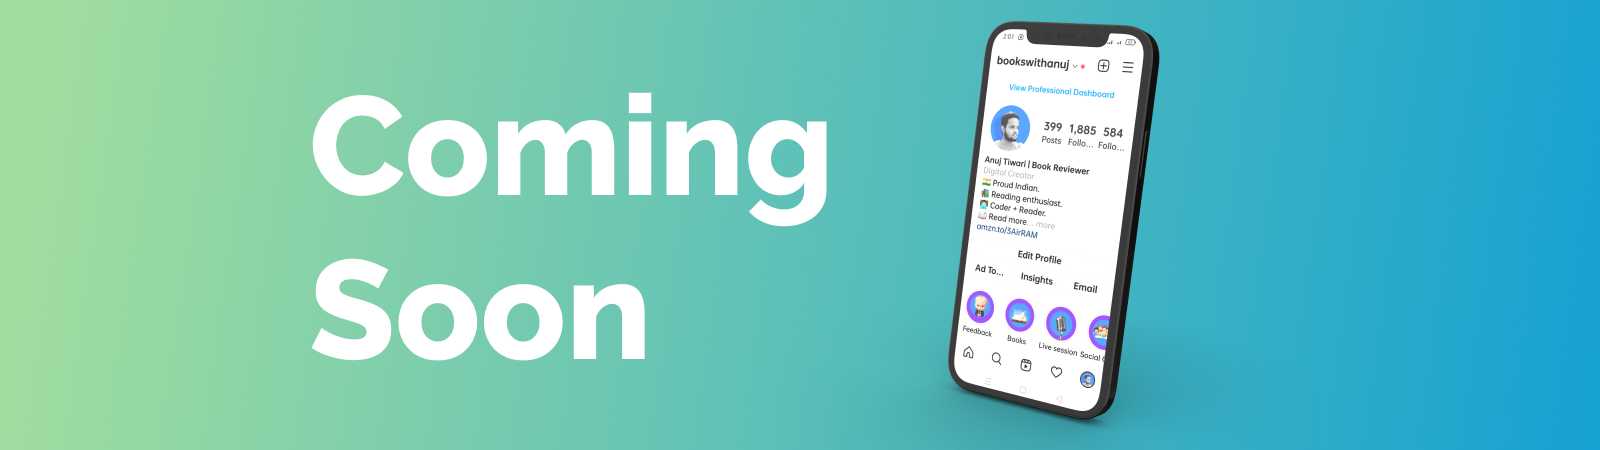 Coming
Soon
2:01
bookswithanuj
View Professional Dashboard
399 1,885 584
Posts Follo... Follo...
Anuj Tiwari | Book Reviewer
Digital Creator
🇮🇳 Proud Indian.
📚 Reading enthusiast.
👨‍💻 Coder + Reader.
📖 Read more... more
amzn.to/3AirRAM
Edit Profile
Ad To... Insights Email
Feedback Books Live session Social